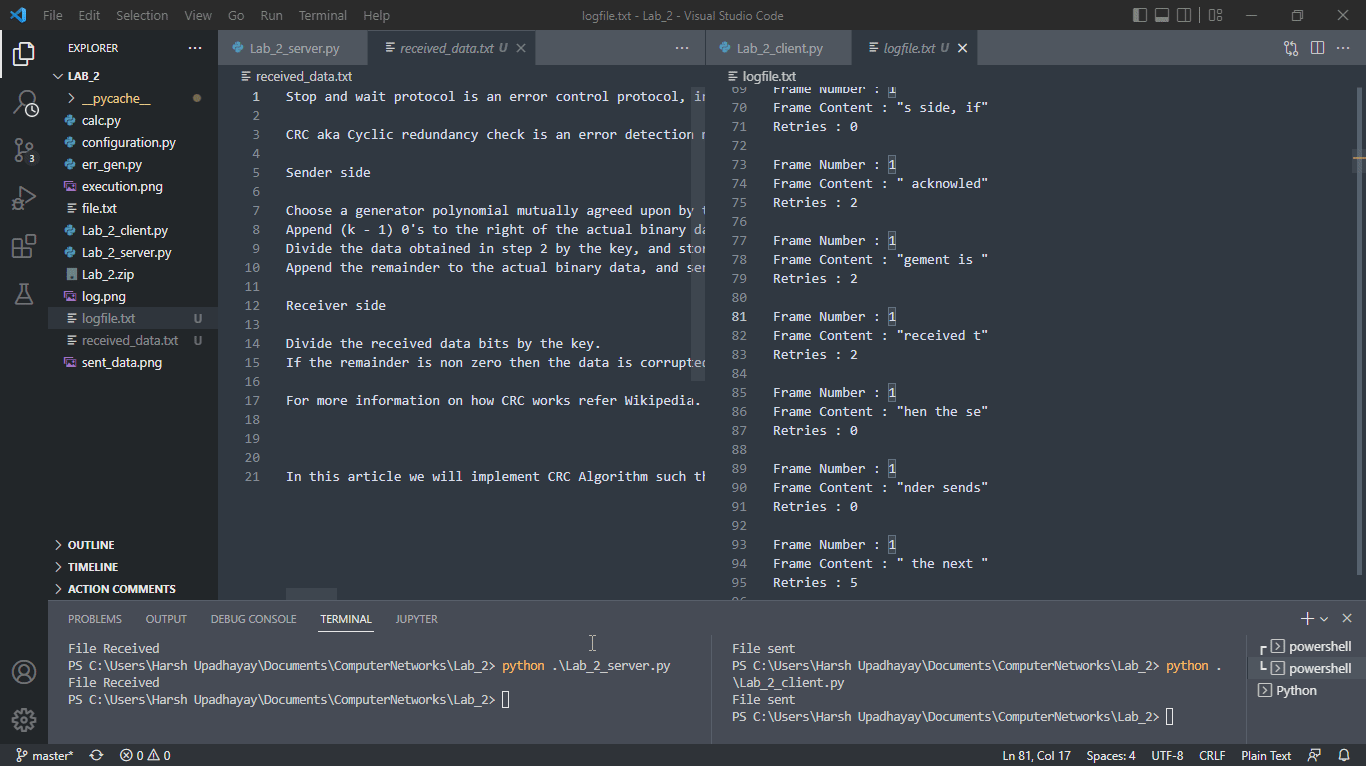 File Edit Selection View Go Run Terminal Help logfile.txt - Lab_2 - Visual Studio Code
EXPLORER ...
LAB_2
__pycache__
calc.py
configuration.py
err_gen.py
execution.png
file.txt
Lab_2_client.py
Lab_2_server.py
Lab_2.zip
log.png
logfile.txt U
received_data.txt U
sent_data.png
OUTLINE
TIMELINE
ACTION COMMENTS
3
Lab_2_server.py received_data.txt U ...
received_data.txt
1 Stop and wait protocol is an error control protocol, in
2
3 CRC aka Cyclic redundancy check is an error detection
4
5 Sender side
6
7 Choose a generator polynomial mutually agreed upon by
8 Append (k - 1) 0's to the right of the actual binary
9 Divide the data obtained in step 2 by the key, and
10 Append the remainder to the actual binary data, and
11
12 Receiver side
13
14 Divide the received data bits by the key.
15 If the remainder is non zero then the data is corrupted
16
17 For more information on how CRC works refer Wikipedia.
18
19
20
21 In this article we will implement CRC Algorithm such
Lab_2_client.py logfile.txt U ...
logfile.txt
69 Frame Number : 1
70 Frame Content : "s side, if"
71 Retries : 0
72
73 Frame Number : 1
74 Frame Content : " acknowled"
75 Retries : 2
76
77 Frame Number : 1
78 Frame Content : "gement is "
79 Retries : 2
80
81 Frame Number : 1
82 Frame Content : "received t"
83 Retries : 2
84
85 Frame Number : 1
86 Frame Content : "hen the se"
87 Retries : 0
88
89 Frame Number : 1
90 Frame Content : "nder sends"
91 Retries : 0
92
93 Frame Number : 1
94 Frame Content : " the next "
95 Retries : 5
PROBLEMS OUTPUT DEBUG CONSOLE TERMINAL JUPYTER
File Received
PS C:\Users\Harsh Upadhayay\Documents\ComputerNetworks\Lab_2> python .\Lab_2_server.py
File Received
PS C:\Users\Harsh Upadhayay\Documents\ComputerNetworks\Lab_2>
File sent
PS C:\Users\Harsh Upadhayay\Documents\ComputerNetworks\Lab_2> python .
\Lab_2_client.py
File sent
PS C:\Users\Harsh Upadhayay\Documents\ComputerNetworks\Lab_2>
powershell
powershell
Python
master* 0 0 Ln 81, Col 17 Spaces: 4 UTF-8 CRLF Plain Text